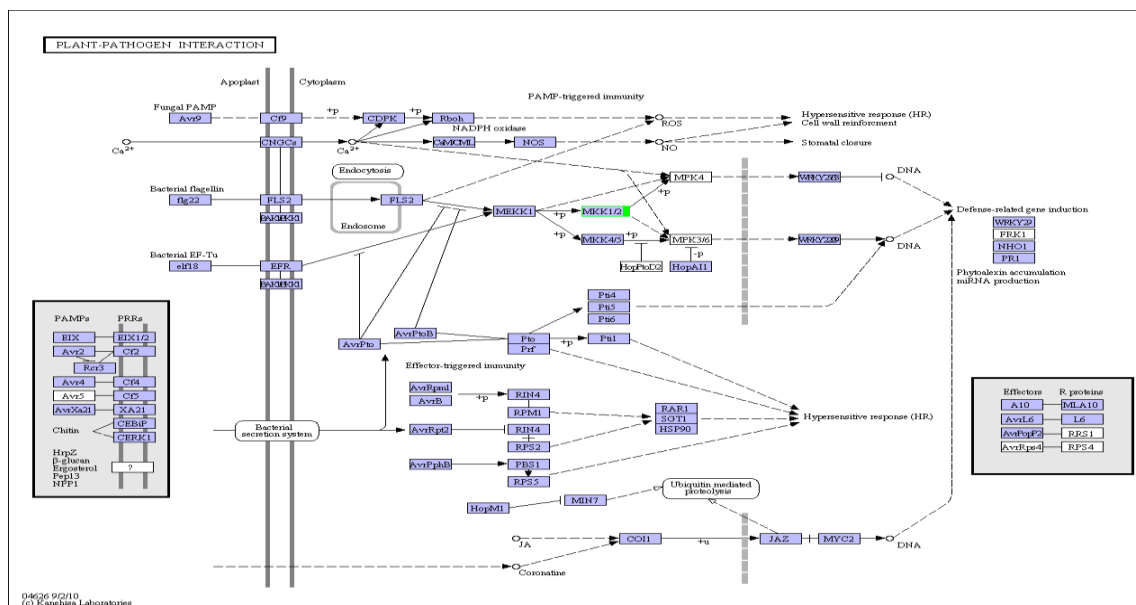 PLANT-PATHOGEN INTERACTION
Apoplast
Cytoplasm
PAMP-triggered immunity
Fungal PAMP
Avr9
Cf9
+p
CDPK
+p
Rboh
NADPH oxidase
ROS
Hypersensitive response (HR)
Cell wall reinforcement
Ca2+
CNGCs
Ca2+
CaM/CML
NOS
NO
Stomatal closure
Endocytosis
MPK4
DNA
Bacterial flagellin
flg22
FLS2
FLS2
+p
MEKK1
+p
MKK1/2
Defense-related gene induction
Endosome
+p
MKK4/5
+p
MPK3/6
DNA
WRKY29
FRK1
NHO1
PR1
Bacterial EF-Tu
elf18
EFR
HopPtoD2
-p
HopAI1
Phytoalexin accumulation
miRNA production
PAMPs
PRRs
EIX
EIX1/2
Avr2
Cf2
Rcr3
Avr4
Cf4
Avr5
Cf5
AvrXa21
XA21
Chitin
CEBiP
CERK1
HrpZ
β-glucan
Ergosterol
Pep13
NPP1
?
Pti4
Pti5
Pti6
AvrPto
AvrPtoB
Pto
Prf
+p
Pti1
Effector-triggered immunity
AvrRpm1
AvrB
+p
RIN4
RPM1
RAR1
SGT1
HSP90
Hypersensitive response (HR)
Bacterial
secretion system
AvrRpt2
RIN4
RPS2
AvrPphB
PBS1
RPS5
Effectors
R proteins
A10
MLA10
AvrL6
L6
AvrPopP2
RRS1
AvrRps4
RPS4
HopM1
MIN7
Ubiquitin mediated
proteolysis
JA
COI1
+u
JAZ
MYC2
DNA
Coronatine
04626 9/2/10
(c) Kanehisa Laboratories